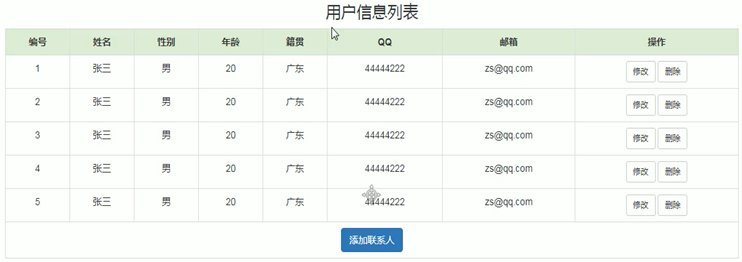 用户信息列表
编号 姓名 性别 年龄 籍贯 QQ 邮箱 操作
1 张三 男 20 广东 44444222 zs@qq.com 修改 删除
2 张三 男 20 广东 44444222 zs@qq.com 修改 删除
3 张三 男 20 广东 44444222 zs@qq.com 修改 删除
4 张三 男 20 广东 44444222 zs@qq.com 修改 删除
5 张三 男 20 广东 44444222 zs@qq.com 修改 删除
添加联系人